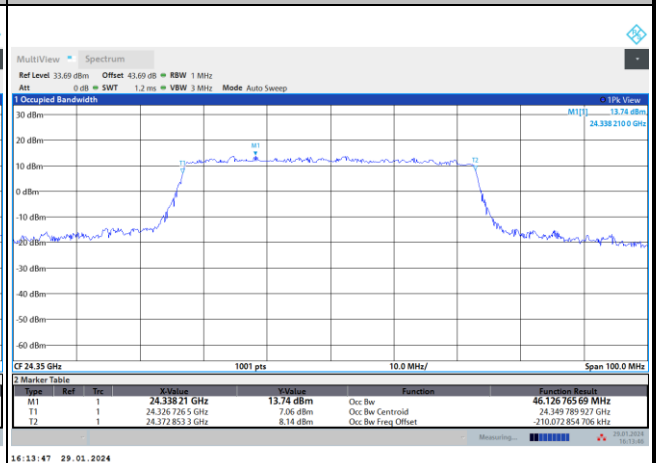 MultiView Spectrum
Ref Level 33.69 dBm Offset 43.69 dB RBW 1 MHz
Att 0 dB SWT 1.2 ms VBW 3 MHz Mode Auto Sweep
1 Occupied Bandwidth 1Pk View
M1[1] 13.74 dBm
24.338 210 0 GHz
30 dBm
20 dBm
M1
T1 T2
10 dBm
0 dBm
-10 dBm
-20 dBm
-30 dBm
-40 dBm
-50 dBm
-60 dBm
CF 24.35 GHz 1001 pts 10.0 MHz/ Span 100.0 MHz
2 Marker Table
Type Ref Trc X-Value Y-Value Function Function Result
M1 1 24.338 21 GHz 13.74 dBm Occ Bw 46.126 765 69 MHz
T1 1 24.326 726 5 GHz 7.06 dBm Occ Bw Centroid 24.349 789 927 GHz
T2 1 24.372 853 3 GHz 8.14 dBm Occ Bw Freq Offset -210.072 854 706 kHz
Measuring... 29.01.2024
16:13:46
16:13:47 29.01.2024